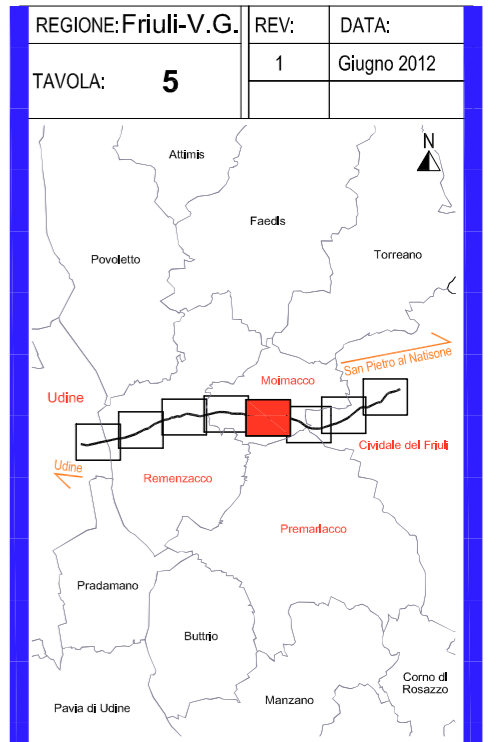 REGIONE: Friuli-V.G.
REV:
DATA:
TAVOLA: 5
1
Giugno 2012
N
Attimis
Faedis
Povoletto
Torreano
San Pietro al Natisone
Moimacco
Udine
Cividale del Friuli
Udine
Remenzacco
Premariacco
Pradamano
Buttrio
Corno di
Rosazzo
Manzano
Pavia di Udine